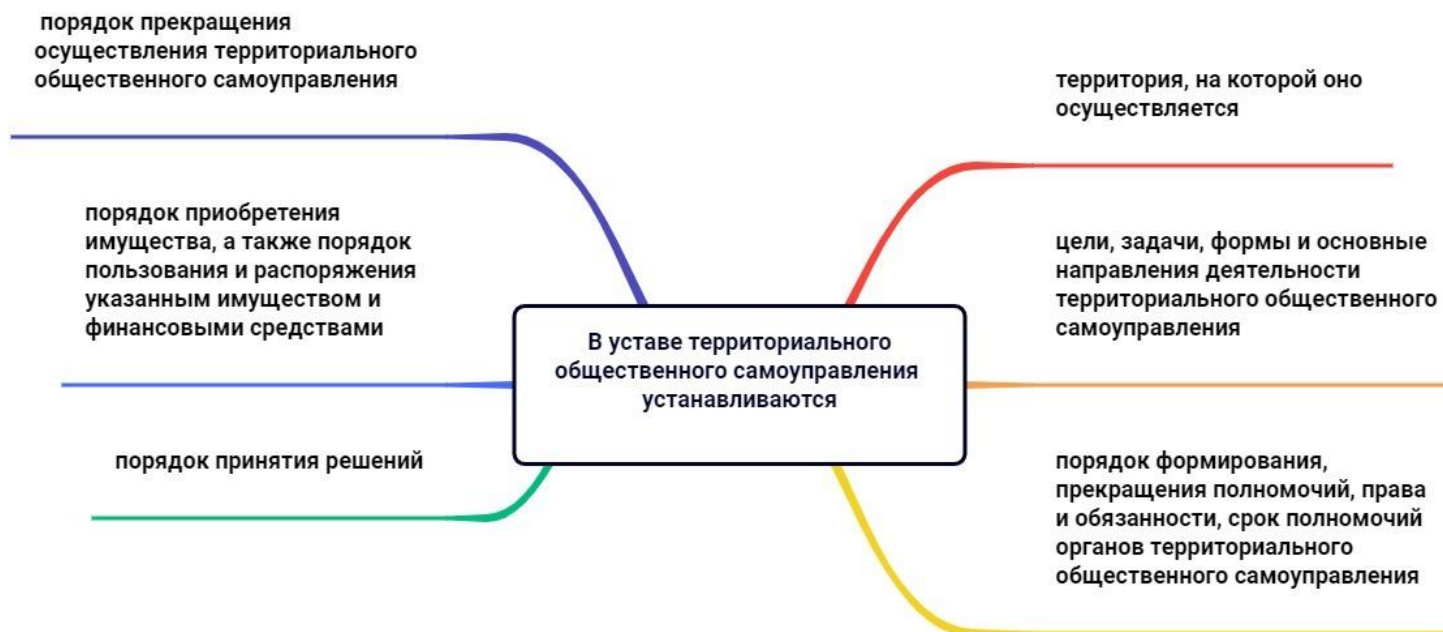 порядок прекращения
осуществления территориального
общественного самоуправления
территория, на которой оно
осуществляется
порядок приобретения
имущества, а также порядок
пользования и распоряжения
указанным имуществом и
финансовыми средствами
цели, задачи, формы и основные
направления деятельности
территориального общественного
самоуправления
В уставе территориального
общественного самоуправления
устанавливаются
порядок принятия решений
порядок формирования,
прекращения полномочий, права
и обязанности, срок полномочий
органов территориального
общественного самоуправления